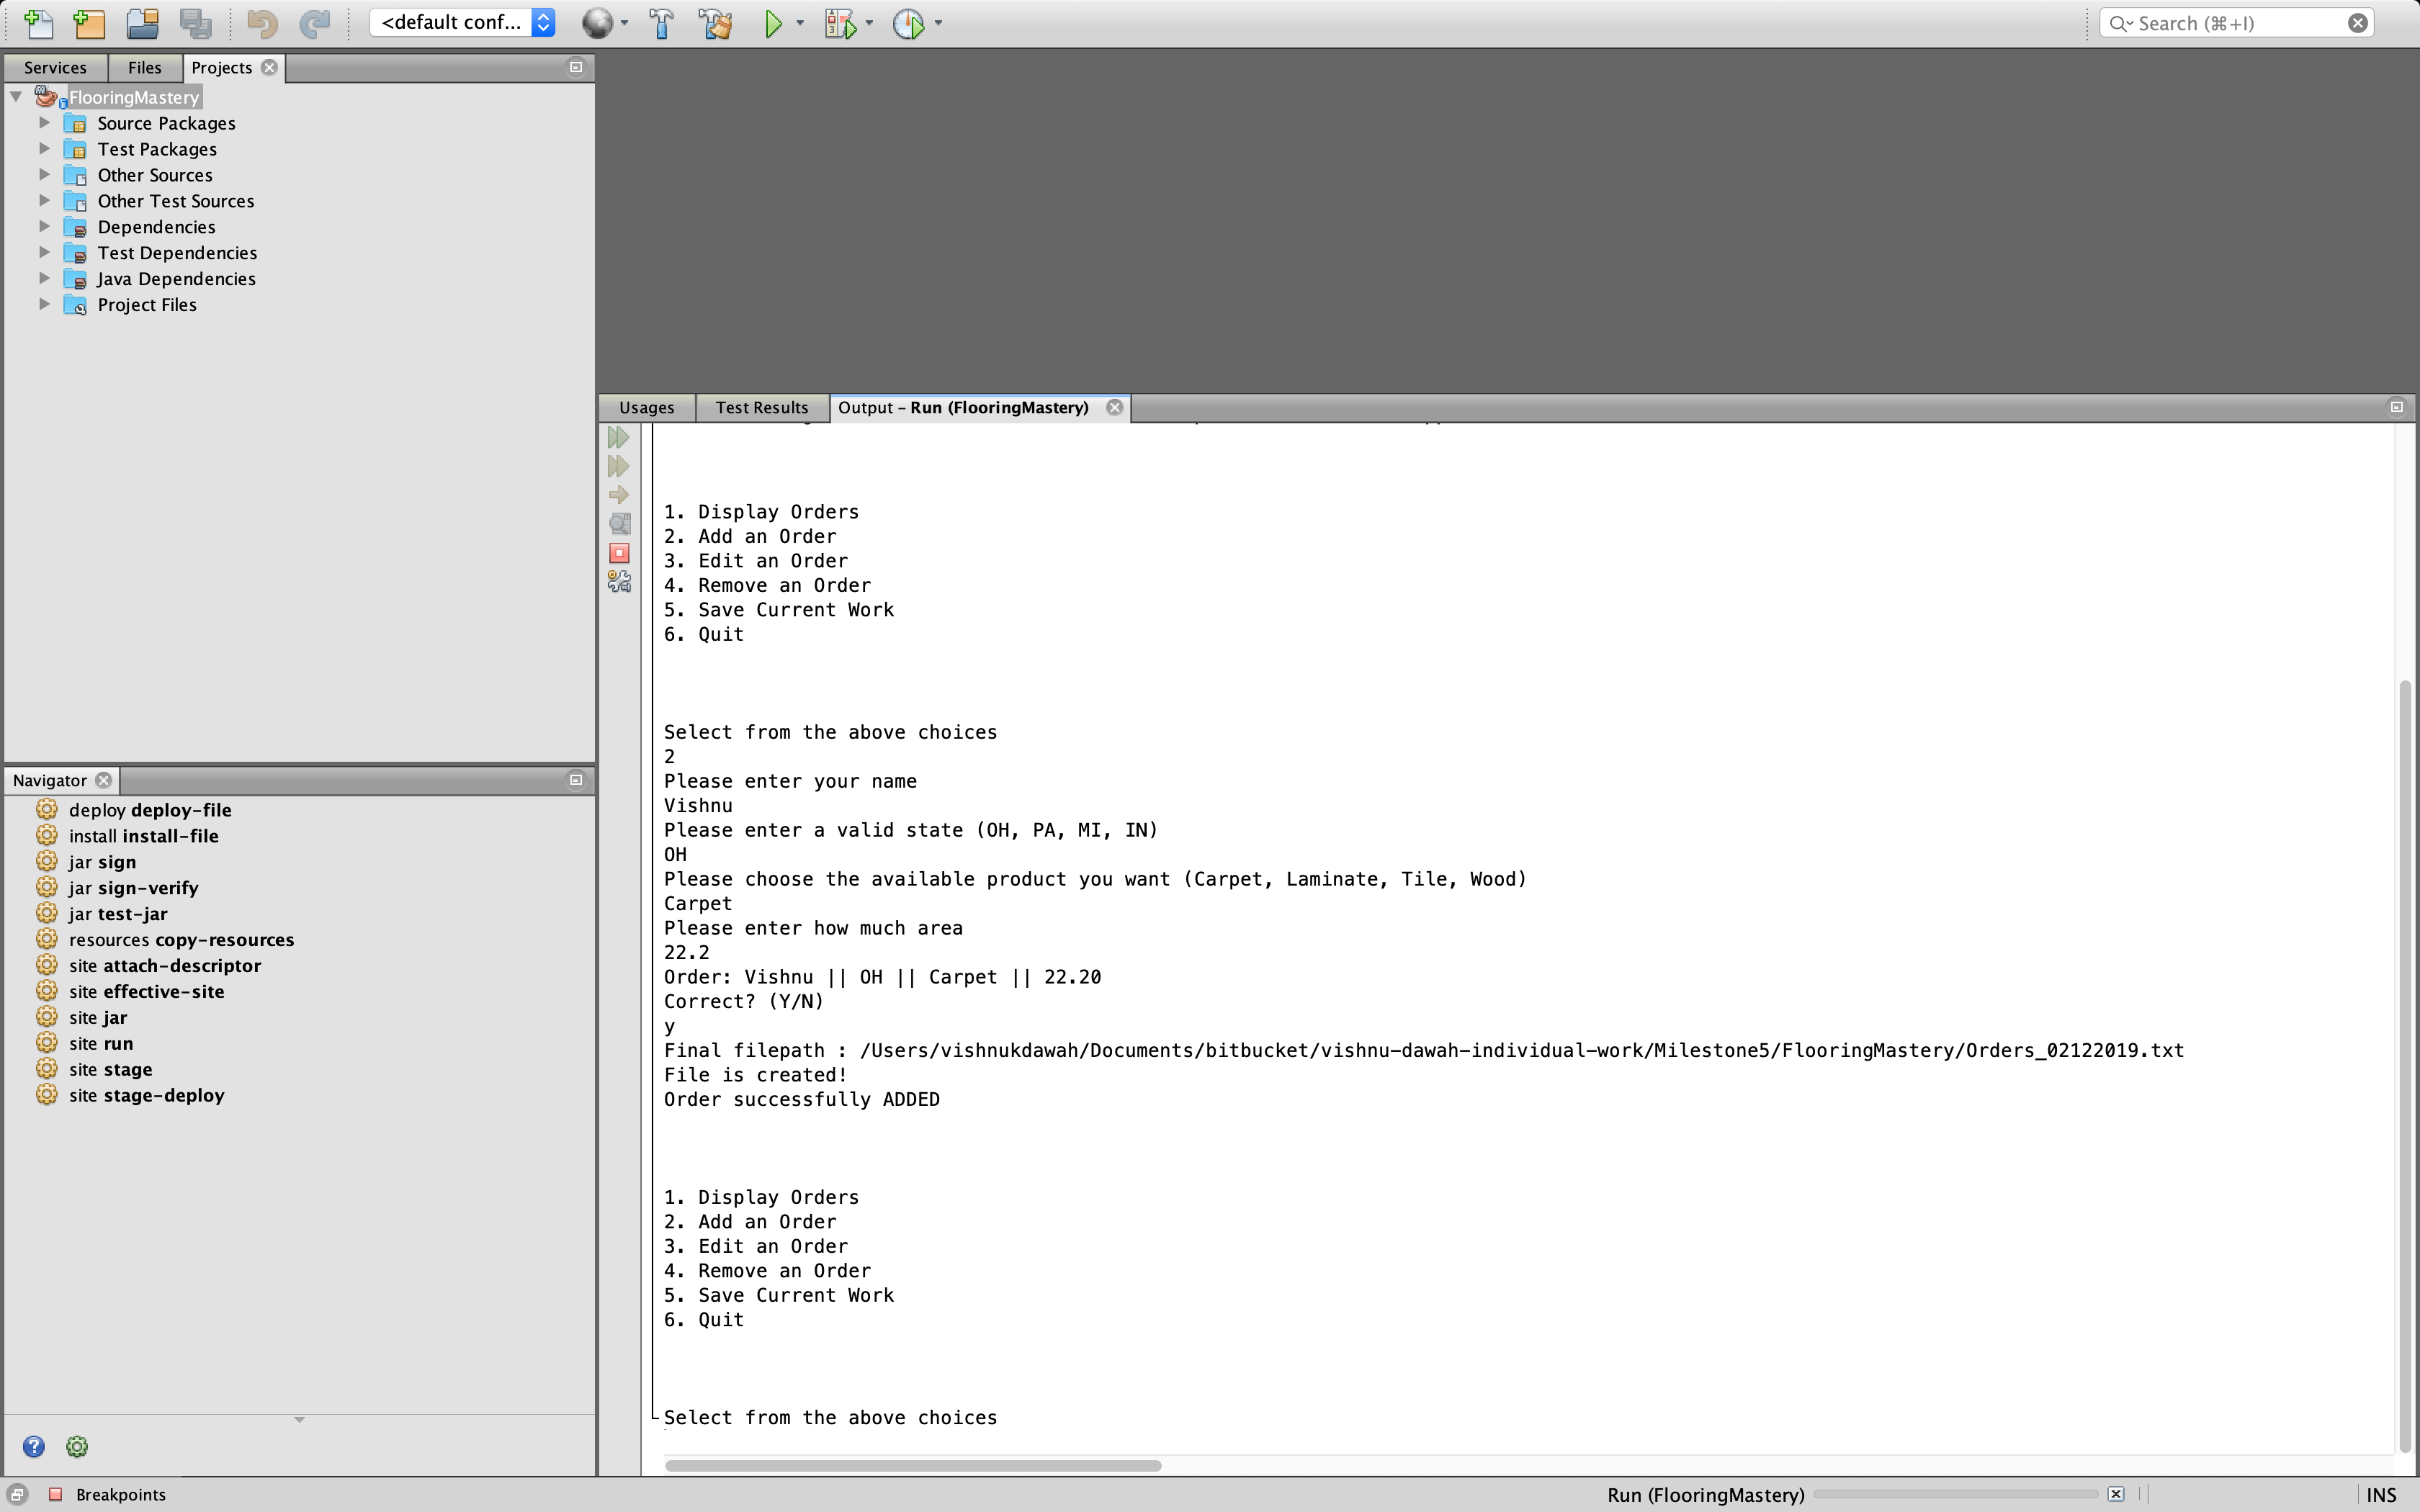 <default conf...
Search (⌘+I)
Services
Files
Projects
FlooringMastery
Source Packages
Test Packages
Other Sources
Other Test Sources
Dependencies
Test Dependencies
Java Dependencies
Project Files
Navigator
deploy deploy-file
install install-file
jar sign
jar sign-verify
jar test-jar
resources copy-resources
site attach-descriptor
site effective-site
site jar
site run
site stage
site stage-deploy
Usages
Test Results
Output – Run (FlooringMastery)
1. Display Orders
2. Add an Order
3. Edit an Order
4. Remove an Order
5. Save Current Work
6. Quit
Select from the above choices
2
Please enter your name
Vishnu
Please enter a valid state (OH, PA, MI, IN)
OH
Please choose the available product you want (Carpet, Laminate, Tile, Wood)
Carpet
Please enter how much area
22.2
Order: Vishnu || OH || Carpet || 22.20
Correct? (Y/N)
y
Final filepath : /Users/vishnukdawah/Documents/bitbucket/vishnu-dawah-individual-work/Milestone5/FlooringMastery/Orders_02122019.txt
File is created!
Order successfully ADDED
1. Display Orders
2. Add an Order
3. Edit an Order
4. Remove an Order
5. Save Current Work
6. Quit
Select from the above choices
Breakpoints
Run (FlooringMastery)
INS